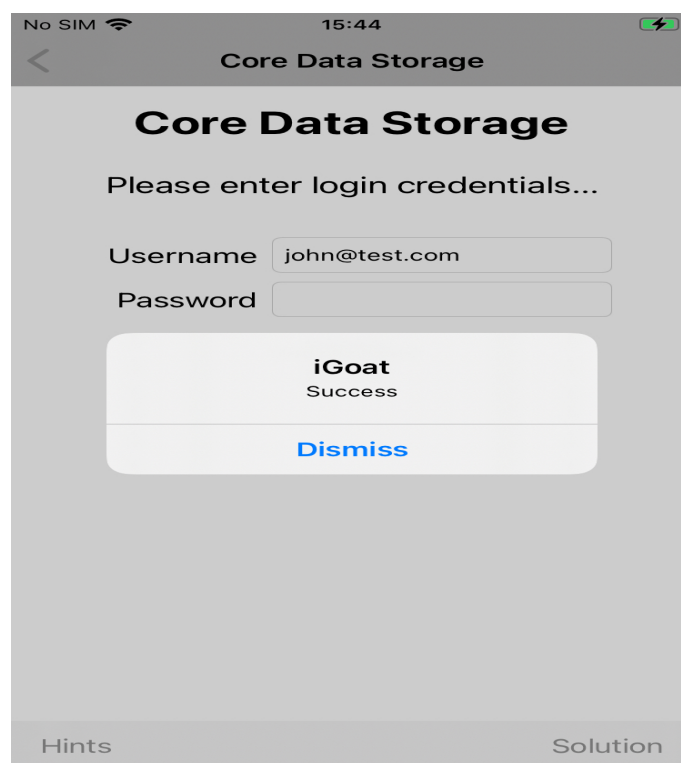 No SIM 15:44
Core Data Storage
Core Data Storage
Please enter login credentials...
Username john@test.com
Password
iGoat
Success
Dismiss
Hints Solution